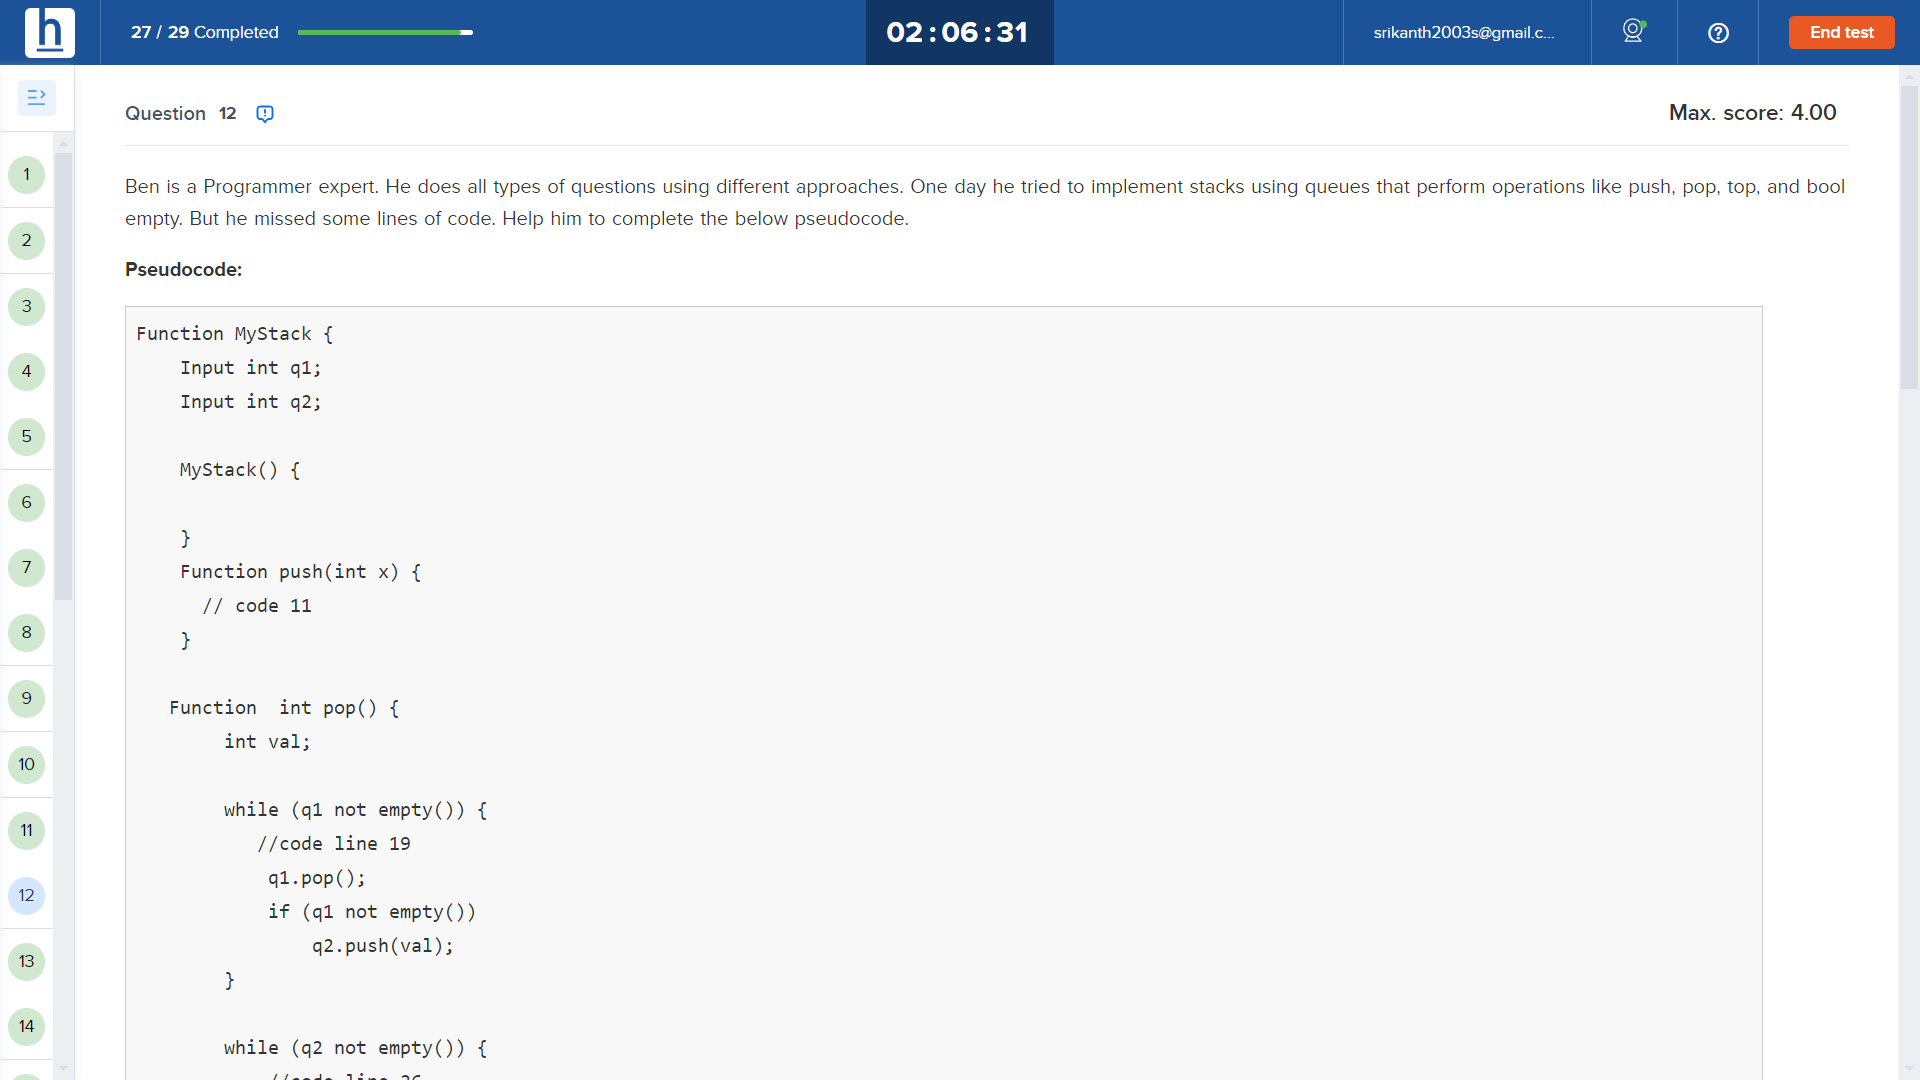 h
27 / 29 Completed
02 : 06 : 31
srikanth2003s@gmail.c...
End test
Question 12
Max. score: 4.00
1
2
3
4
5
6
7
8
9
10
11
12
13
14
Ben is a Programmer expert. He does all types of questions using different approaches. One day he tried to implement stacks using queues that perform operations like push, pop, top, and bool
empty. But he missed some lines of code. Help him to complete the below pseudocode.
Pseudocode:
Function MyStack {
Input int q1;
Input int q2;
MyStack() {
}
Function push(int x) {
// code 11
}
Function  int pop() {
int val;
while (q1 not empty()) {
//code line 19
q1.pop();
if (q1 not empty())
q2.push(val);
}
while (q2 not empty()) {
//code line 26